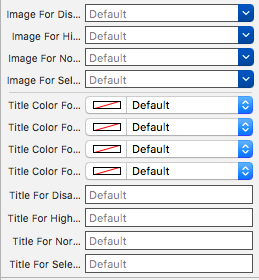 Image For Dis... Default
Image For Hi... Default
Image For No... Default
Image For Sel... Default
Title Color Fo... Default
Title Color Fo... Default
Title Color Fo... Default
Title Color Fo... Default
Title For Disa... Default
Title For High... Default
Title For Nor... Default
Title For Sele... Default